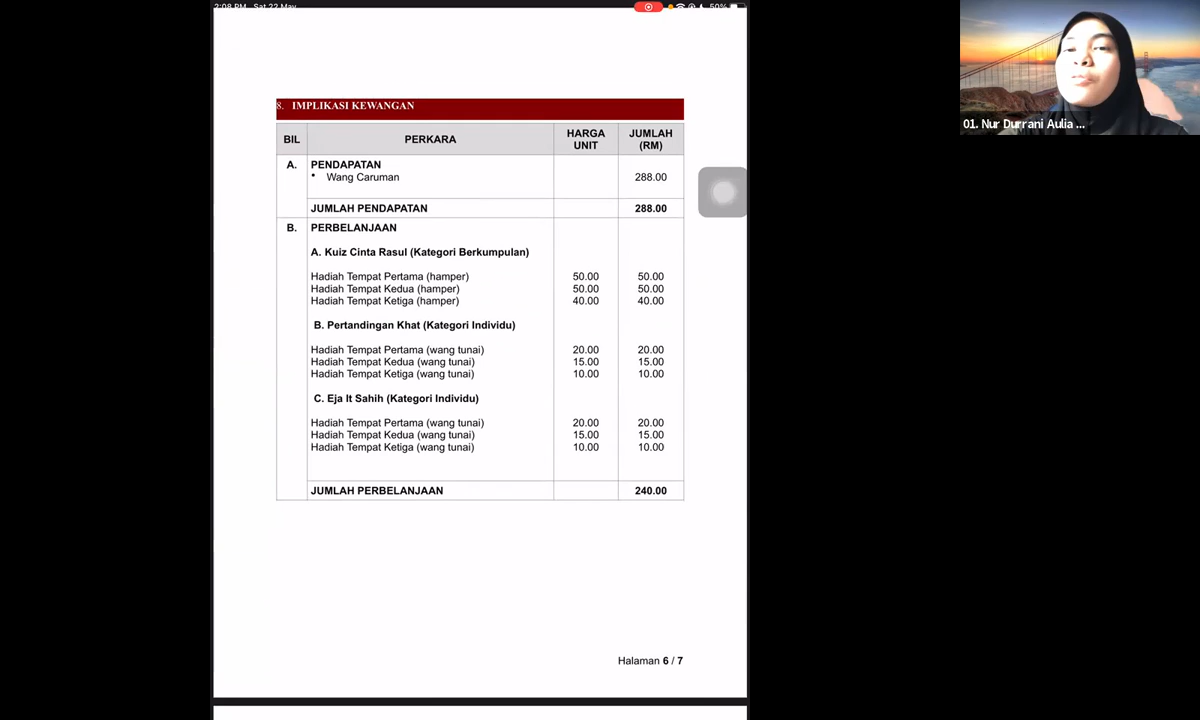 2:08 PM Sat 22 May
50%
8. IMPLIKASI KEWANGAN
BIL PERKARA HARGA UNIT JUMLAH (RM)
A. PENDAPATAN
• Wang Caruman 288.00
JUMLAH PENDAPATAN 288.00
B. PERBELANJAAN
A. Kuiz Cinta Rasul (Kategori Berkumpulan)
Hadiah Tempat Pertama (hamper) 50.00 50.00
Hadiah Tempat Kedua (hamper) 50.00 50.00
Hadiah Tempat Ketiga (hamper) 40.00 40.00
B. Pertandingan Khat (Kategori Individu)
Hadiah Tempat Pertama (wang tunai) 20.00 20.00
Hadiah Tempat Kedua (wang tunai) 15.00 15.00
Hadiah Tempat Ketiga (wang tunai) 10.00 10.00
C. Eja It Sahih (Kategori Individu)
Hadiah Tempat Pertama (wang tunai) 20.00 20.00
Hadiah Tempat Kedua (wang tunai) 15.00 15.00
Hadiah Tempat Ketiga (wang tunai) 10.00 10.00
JUMLAH PERBELANJAAN 240.00
Halaman 6 / 7
01. Nur Durrani Aulia ...